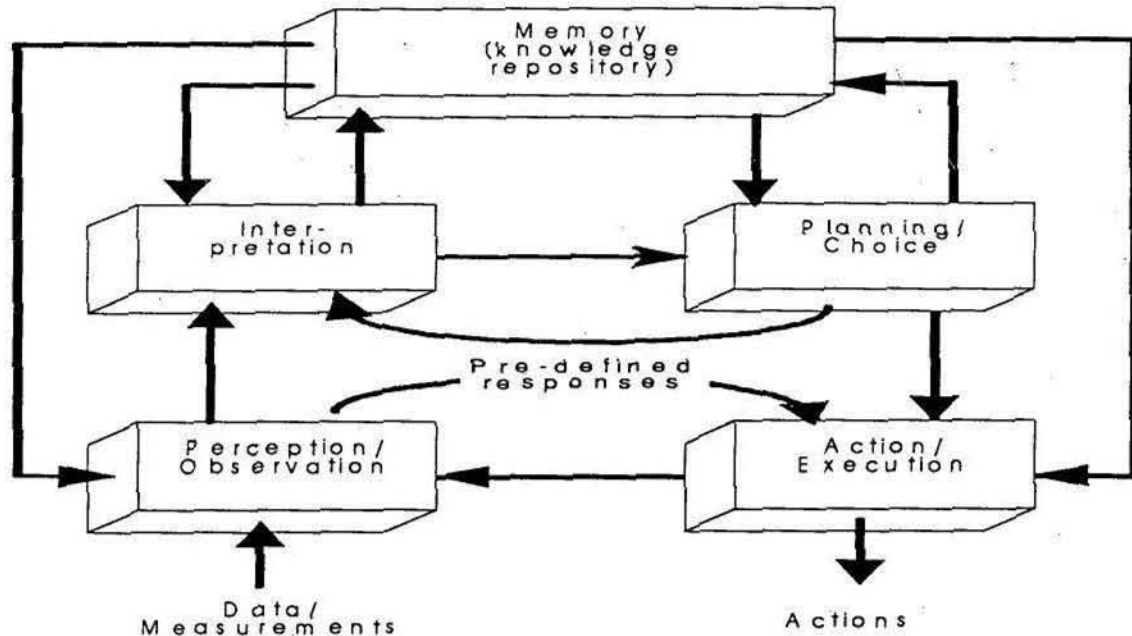 Memory
(knowledge
repository)
Inter-
pretation
Planning/
Choice
Pre-defined
responses
Perception/
Observation
Action/
Execution
Data/
Measurements
Actions